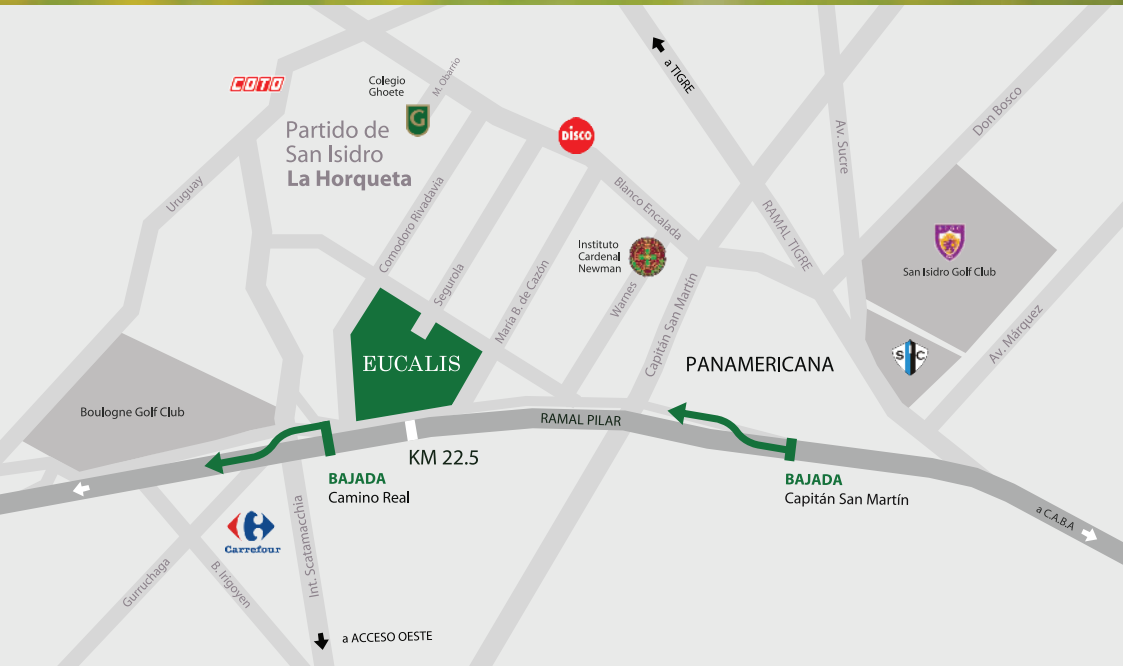 a TIGRE
COTO
Colegio
Ghoete
M. Obarrio
G
Partido de
San Isidro
La Horqueta
DISCO
Av. Sucre
Don Bosco
Uruguay
Comodoro Rivadavia
Segurola
María B. de Cazón
Blanco Encalada
RAMAL TIGRE
Instituto
Cardenal
Newman
Warnes
Capitán San Martín
San Isidro Golf Club
Av. Márquez
SIC
EUCALIS
PANAMERICANA
Boulogne Golf Club
RAMAL PILAR
KM 22.5
BAJADA
Camino Real
BAJADA
Capitán San Martín
a C.A.B.A
Carrefour
Int. Scatamacchia
Gurruchaga
B. Irigoyen
a ACCESO OESTE